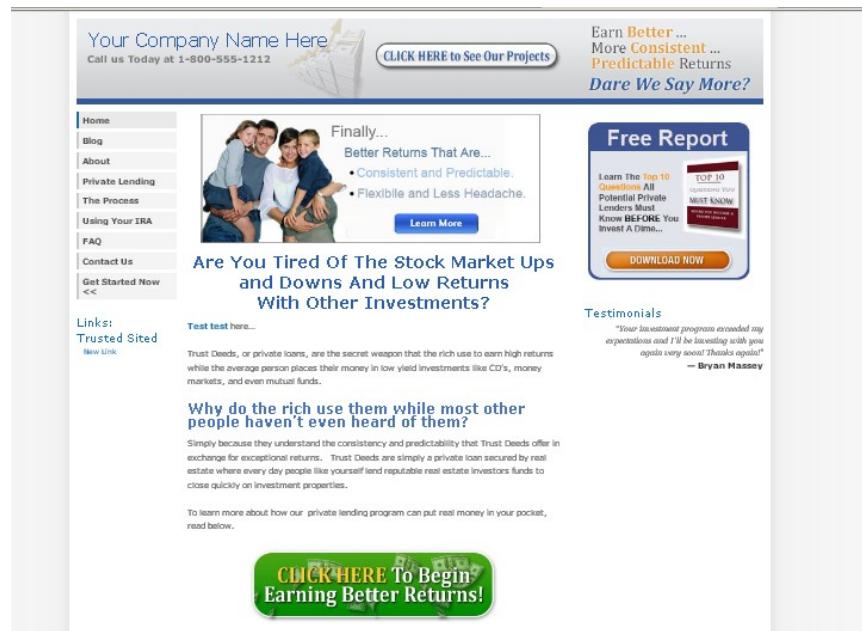 Your Company Name Here
Call us Today at 1-800-555-1212
CLICK HERE to See Our Projects
Earn Better ...
More Consistent ...
Predictable Returns
Dare We Say More?
Home
Blog
About
Private Lending
The Process
Using Your IRA
FAQ
Contact Us
Get Started Now
<<
Links:
Trusted Sited
New Link
Finally...
Better Returns That Are...
• Consistent and Predictable.
• Flexibile and Less Headache.
Learn More
Are You Tired Of The Stock Market Ups
and Downs And Low Returns
With Other Investments?
Test test here...
Trust Deeds, or private loans, are the secret weapon that the rich use to earn high returns
while the average person places their money in low yield investments like CD's, money
markets, and even mutual funds.
Why do the rich use them while most other
people haven't even heard of them?
Simply because they understand the consistency and predictability that Trust Deeds offer in
exchange for exceptional returns. Trust Deeds are simply a private loan secured by real
estate where every day people like yourself lend reputable real estate investors funds to
close quickly on investment properties.
To learn more about how our private lending program can put real money in your pocket,
read below.
CLICK HERE To Begin
Earning Better Returns!
Free Report
Learn The Top 10
Questions All
Potential Private
Lenders Must
Know BEFORE You
Invest A Dime...
TOP 10
QUESTIONS YOU
MUST KNOW
DOWNLOAD NOW
Testimonials
"Your investment program exceeded my
expectations and I'll be investing with you
again very soon! Thanks again!"
— Bryan Massey